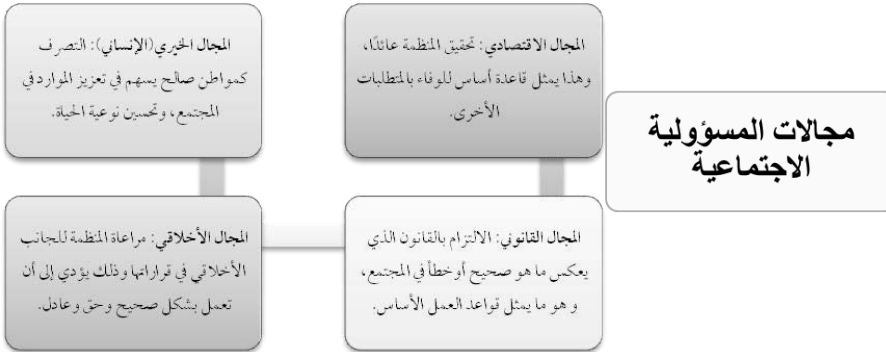 مجالات المسؤولية
الاجتماعية
المجال الاقتصادي: تحقيق المنظمة عائدًا،
وهذا يمثل قاعدة أساس للوفاء بالمتطلبات
الأخرى.
المجال القانوني: الالتزام بالقانون الذي
يعكس ما هو صحيح أو خطأ في المجتمع،
و هو ما يمثل قواعد العمل الأساس.
المجال الأخلاقي: مراعاة المنظمة للجانب
الأخلاقي في قراراتها وذلك يؤدي إلى أن
تعمل بشكل صحيح وحق وعادل.
المجال الخيري(الإنساني): التصرف
كمواطن صالح يسهم في تعزيز الموارد في
المجتمع، وتحسين نوعية الحياة.